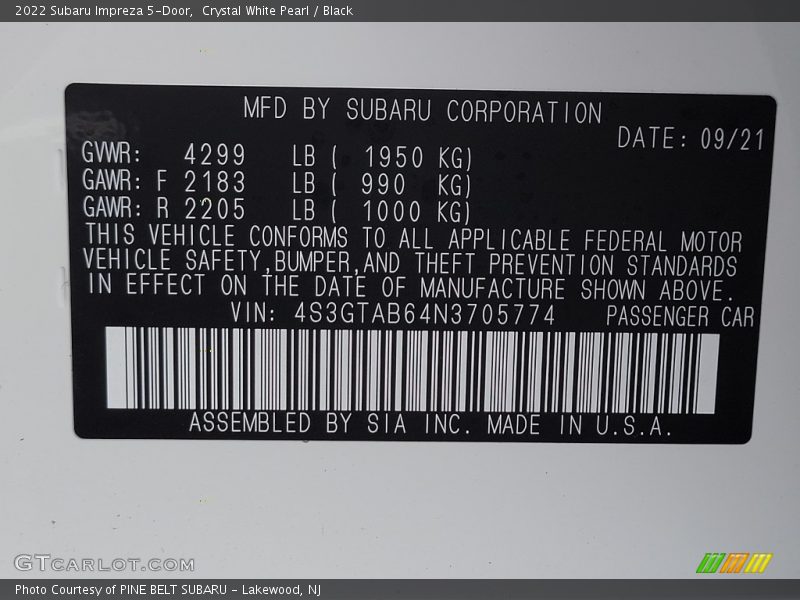 2022 Subaru Impreza 5-Door, Crystal White Pearl / Black
MFD BY SUBARU CORPORATION
DATE: 09/21
GVWR: 4299 LB ( 1950 KG)
GAWR: F 2183 LB ( 990 KG)
GAWR: R 2205 LB ( 1000 KG)
THIS VEHICLE CONFORMS TO ALL APPLICABLE FEDERAL MOTOR
VEHICLE SAFETY,BUMPER,AND THEFT PREVENTION STANDARDS
IN EFFECT ON THE DATE OF MANUFACTURE SHOWN ABOVE.
VIN: 4S3GTAB64N3705774 PASSENGER CAR
ASSEMBLED BY SIA INC. MADE IN U.S.A.
GTCARLOT.COM
Photo Courtesy of PINE BELT SUBARU - Lakewood, NJ